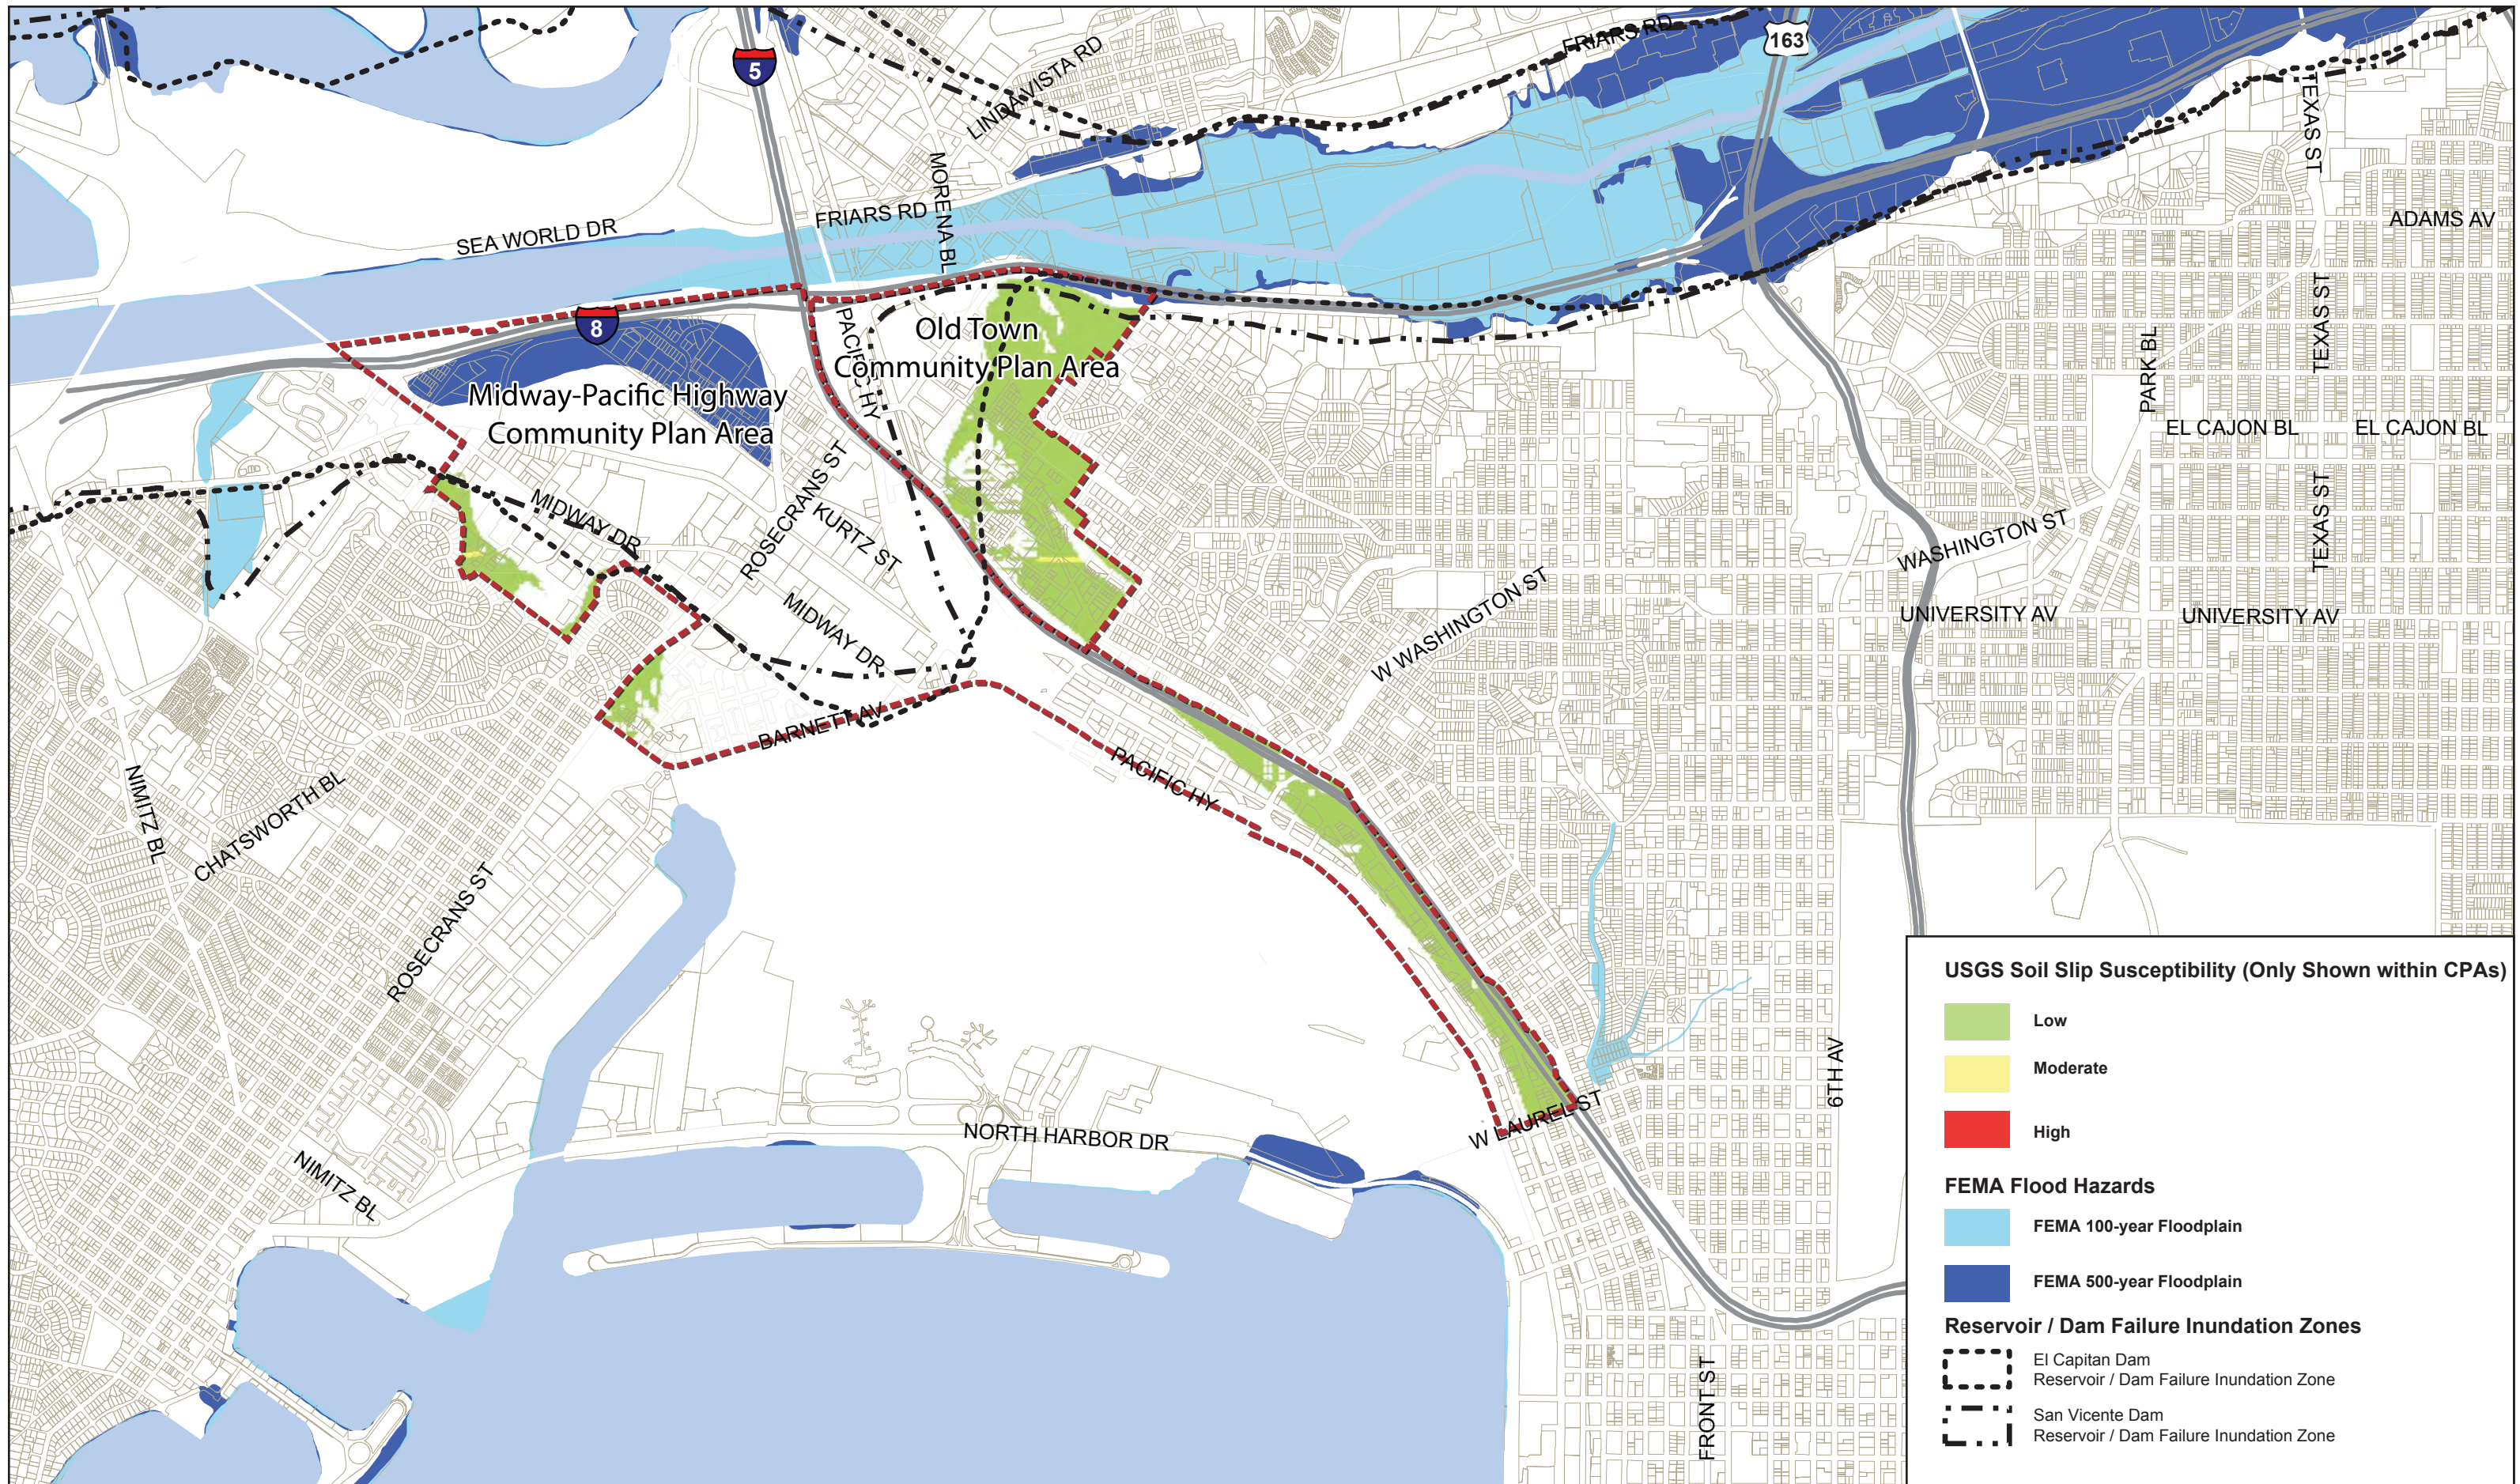 5
163
FRIARS RD
LINDA VISTA RD
TEXAS ST
MORENA BL
FRIARS RD
SEA WORLD DR
ADAMS AV
8
PACIFIC HY
Old Town
Community Plan Area
TEXAS ST
PARK BL
Midway-Pacific Highway
Community Plan Area
EL CAJON BL
EL CAJON BL
ROSECRANS ST
MIDWAY DR
KURTZ ST
TEXAS ST
WASHINGTON ST
MIDWAY DR
W WASHINGTON ST
UNIVERSITY AV
UNIVERSITY AV
BARNETT AV
PACIFIC HY
NIMITZ BL
CHATSWORTH BL
ROSECRANS ST
6TH AV
W LAUREL ST
NORTH HARBOR DR
NIMITZ BL
FRONT ST
USGS Soil Slip Susceptibility (Only Shown within CPAs)
Low
Moderate
High
FEMA Flood Hazards
FEMA 100-year Floodplain
FEMA 500-year Floodplain
Reservoir / Dam Failure Inundation Zones
El Capitan Dam
Reservoir / Dam Failure Inundation Zone
San Vicente Dam
Reservoir / Dam Failure Inundation Zone